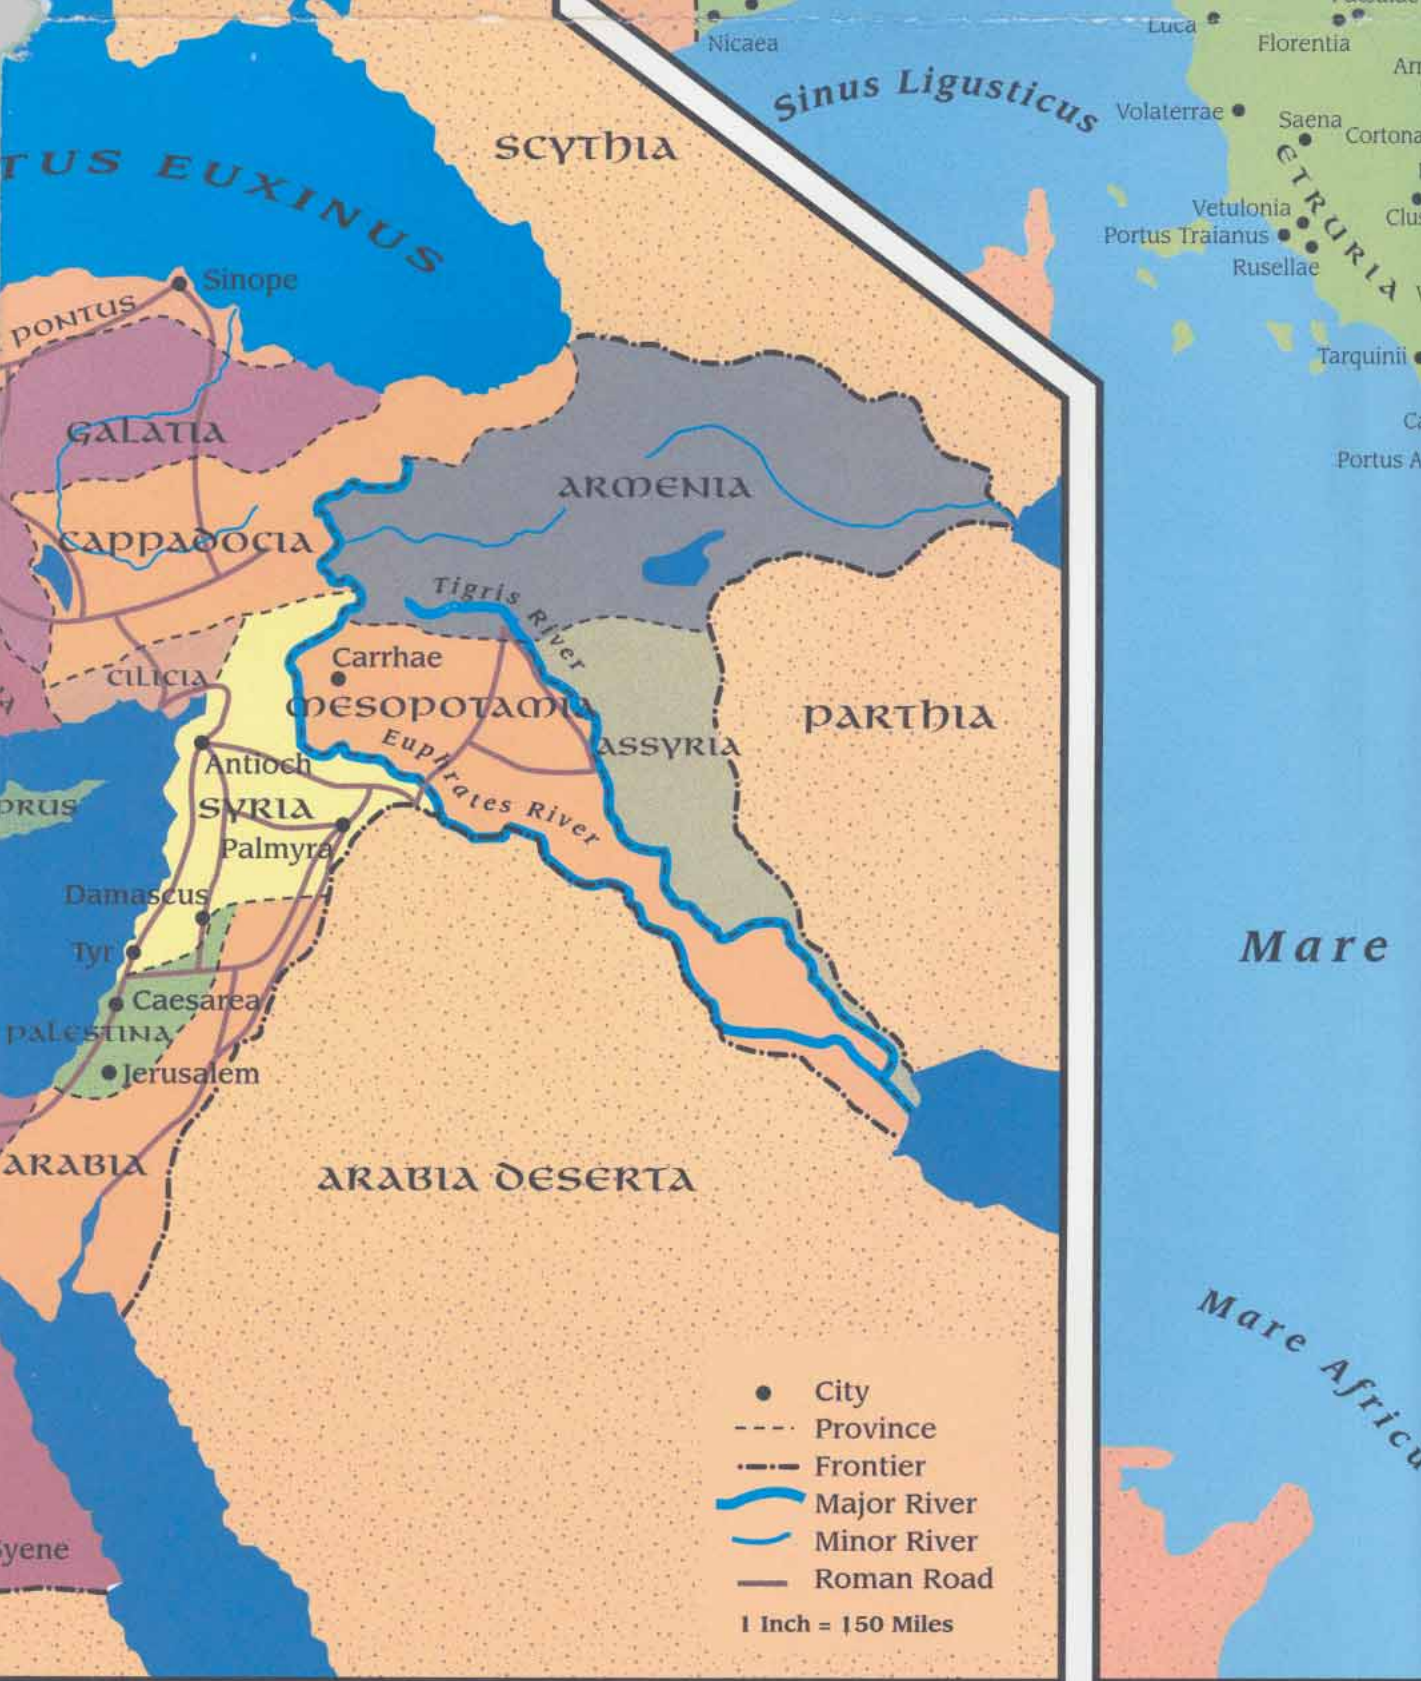 Nicaea
Luca
Florentia
Sinus Ligusticus
Volaterrae
Saena
Cortona
ETRURIA
Vetulonia
Portus Traianus
Rusellae
Tarquinii
Portus A
Mare
Mare Africu
SCYTHIA
TUS EUXINUS
Sinope
PONTUS
GALATIA
ARMENIA
CAPPADOCIA
Tigris River
Carrhae
CILICIA
MESOPOTAMIA
PARTHIA
Euphrates River
ASSYRIA
Antioch
SYRIA
PRUS
Palmyra
Damascus
Tyr
Caesarea
PALESTINA
Jerusalem
ARABIA
ARABIA DESERTA
Syene
City
Province
Frontier
Major River
Minor River
Roman Road
1 Inch = 150 Miles